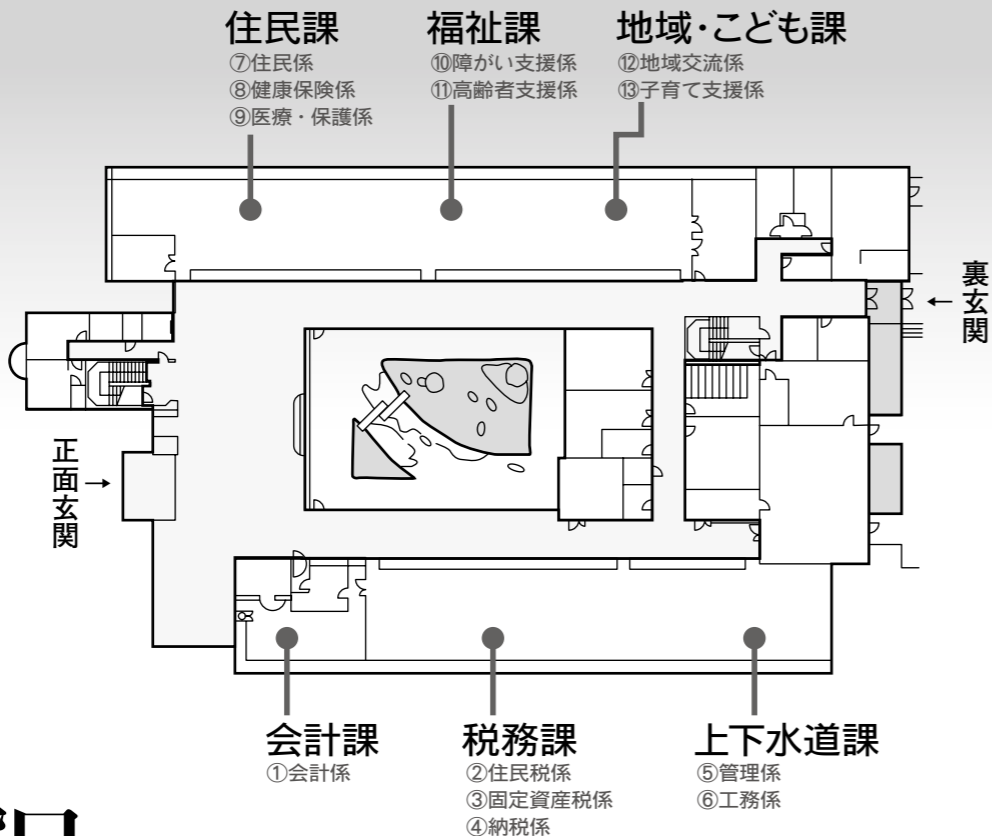 住民課
⑦住民係
⑧健康保険係
⑨医療・保護係
福祉課
⑩障がい支援係
⑪高齢者支援係
地域・こども課
⑫地域交流係
⑬子育て支援係
←裏玄関
正面玄関→
会計課
①会計係
税務課
②住民税係
③固定資産税係
④納税係
上下水道課
⑤管理係
⑥工務係